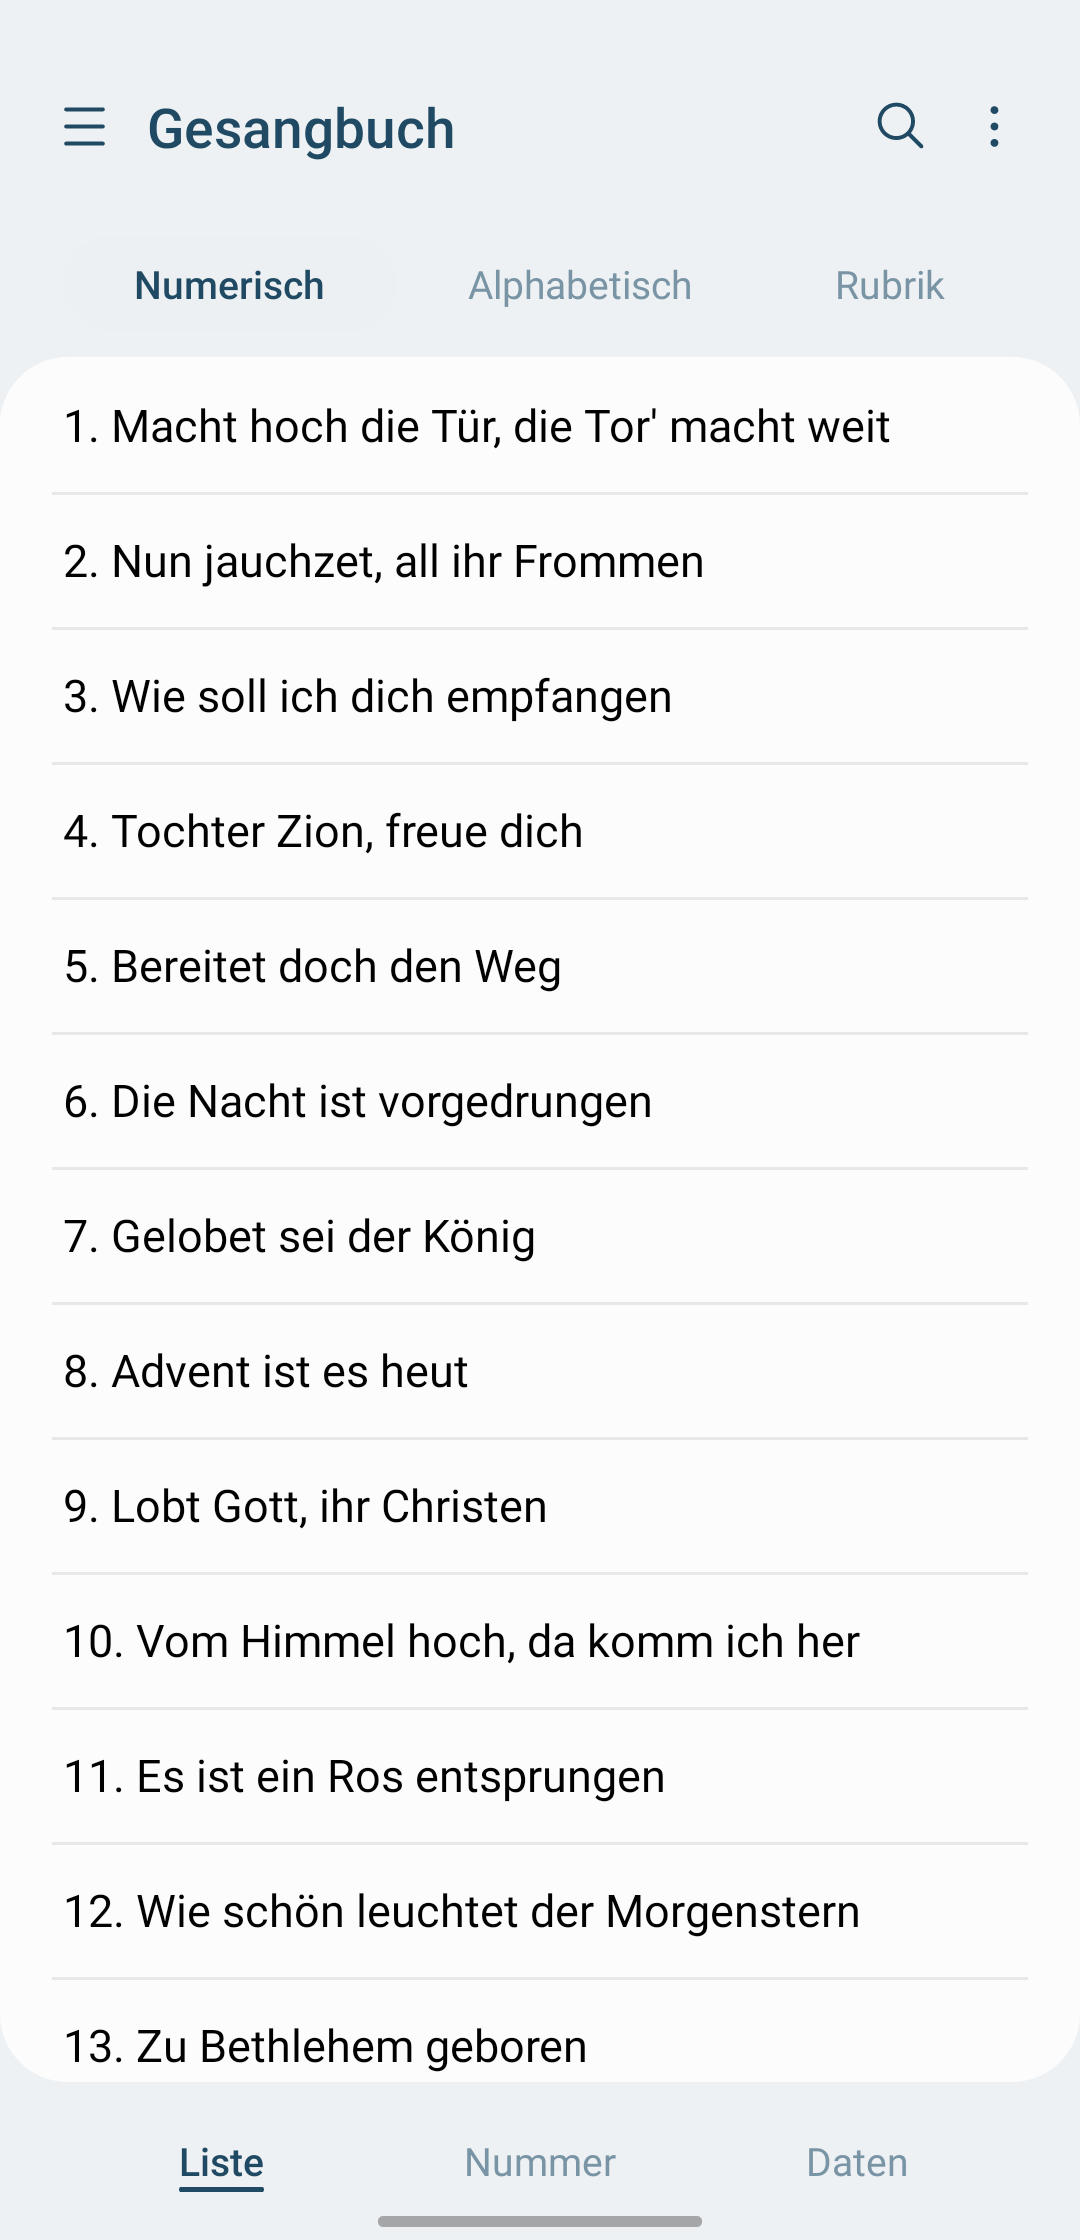 Gesangbuch
Numerisch Alphabetisch Rubrik
1. Macht hoch die Tür, die Tor' macht weit
2. Nun jauchzet, all ihr Frommen
3. Wie soll ich dich empfangen
4. Tochter Zion, freue dich
5. Bereitet doch den Weg
6. Die Nacht ist vorgedrungen
7. Gelobet sei der König
8. Advent ist es heut
9. Lobt Gott, ihr Christen
10. Vom Himmel hoch, da komm ich her
11. Es ist ein Ros entsprungen
12. Wie schön leuchtet der Morgenstern
13. Zu Bethlehem geboren
Liste Nummer Daten